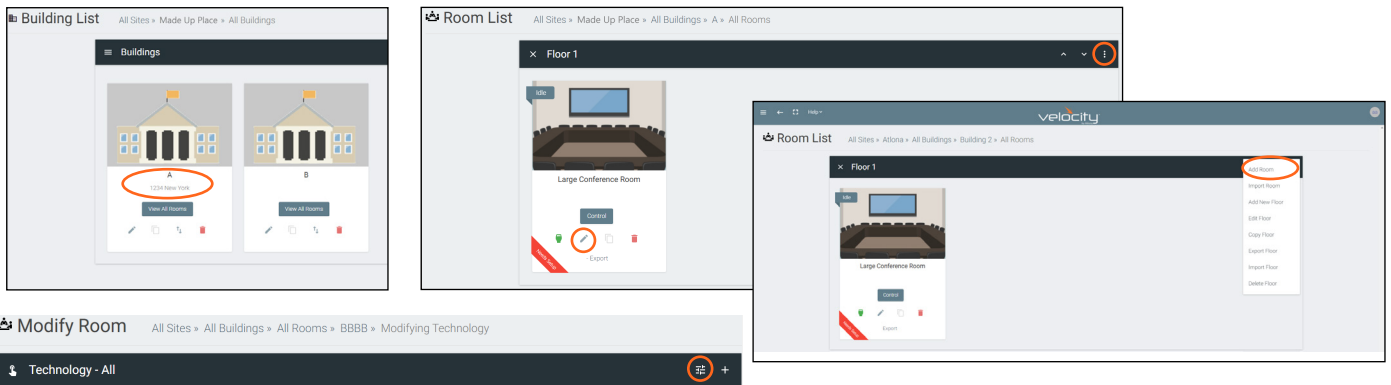 Building List All Sites » Made Up Place » All Buildings
Buildings
A
1234 New York
View All Rooms
B
View All Rooms
Room List All Sites » Made Up Place » All Buildings » A » All Rooms
Floor 1
Idle
Large Conference Room
Control
Needs Setup
Export
Help
velocity
Room List All Sites » Atlona » All Buildings » Building 2 » All Rooms
Floor 1
Idle
Large Conference Room
Control
Needs Setup
Export
Add Room
Import Room
Add New Floor
Edit Floor
Copy Floor
Export Floor
Import Floor
Delete Floor
Modify Room All Sites » All Buildings » All Rooms » BBBB » Modifying Technology
Technology - All